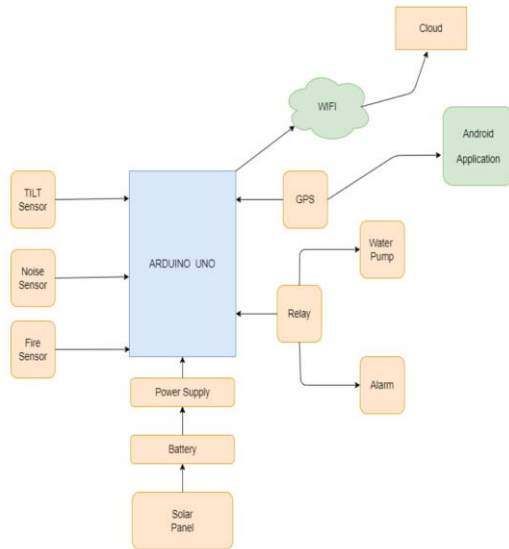 Cloud
WIFI
Android
Application
TILT
Sensor
GPS
Water
Pump
ARDUINO UNO
Noise
Sensor
Relay
Fire
Sensor
Alarm
Power Supply
Battery
Solar
Panel